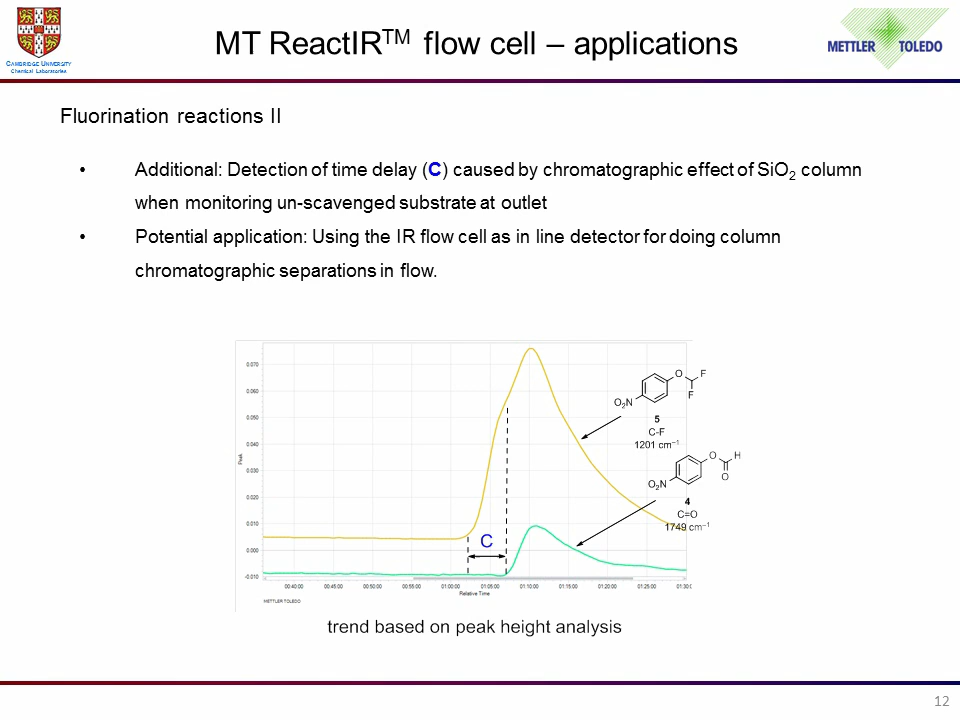 CAMBRIDGE UNIVERSITY
Chemical Laboratories
MT ReactIR™ flow cell – applications
METTLER TOLEDO
Fluorination reactions II
• Additional: Detection of time delay (C) caused by chromatographic effect of SiO₂ column
when monitoring un-scavenged substrate at outlet
• Potential application: Using the IR flow cell as in line detector for doing column
chromatographic separations in flow.
0.070
0.060
0.050
0.040
0.030
0.020
0.010
0.000
-0.010
Peak
O F
F
O₂N
5
C-F
1201 cm⁻¹
O H
O
O₂N
4
C=O
1749 cm⁻¹
C
00:40:00 00:45:00 00:50:00 00:55:00 01:00:00 01:05:00 01:10:00 01:15:00 01:20:00 01:25:00 01:30:0
Relative Time
METTLER TOLEDO
trend based on peak height analysis
12